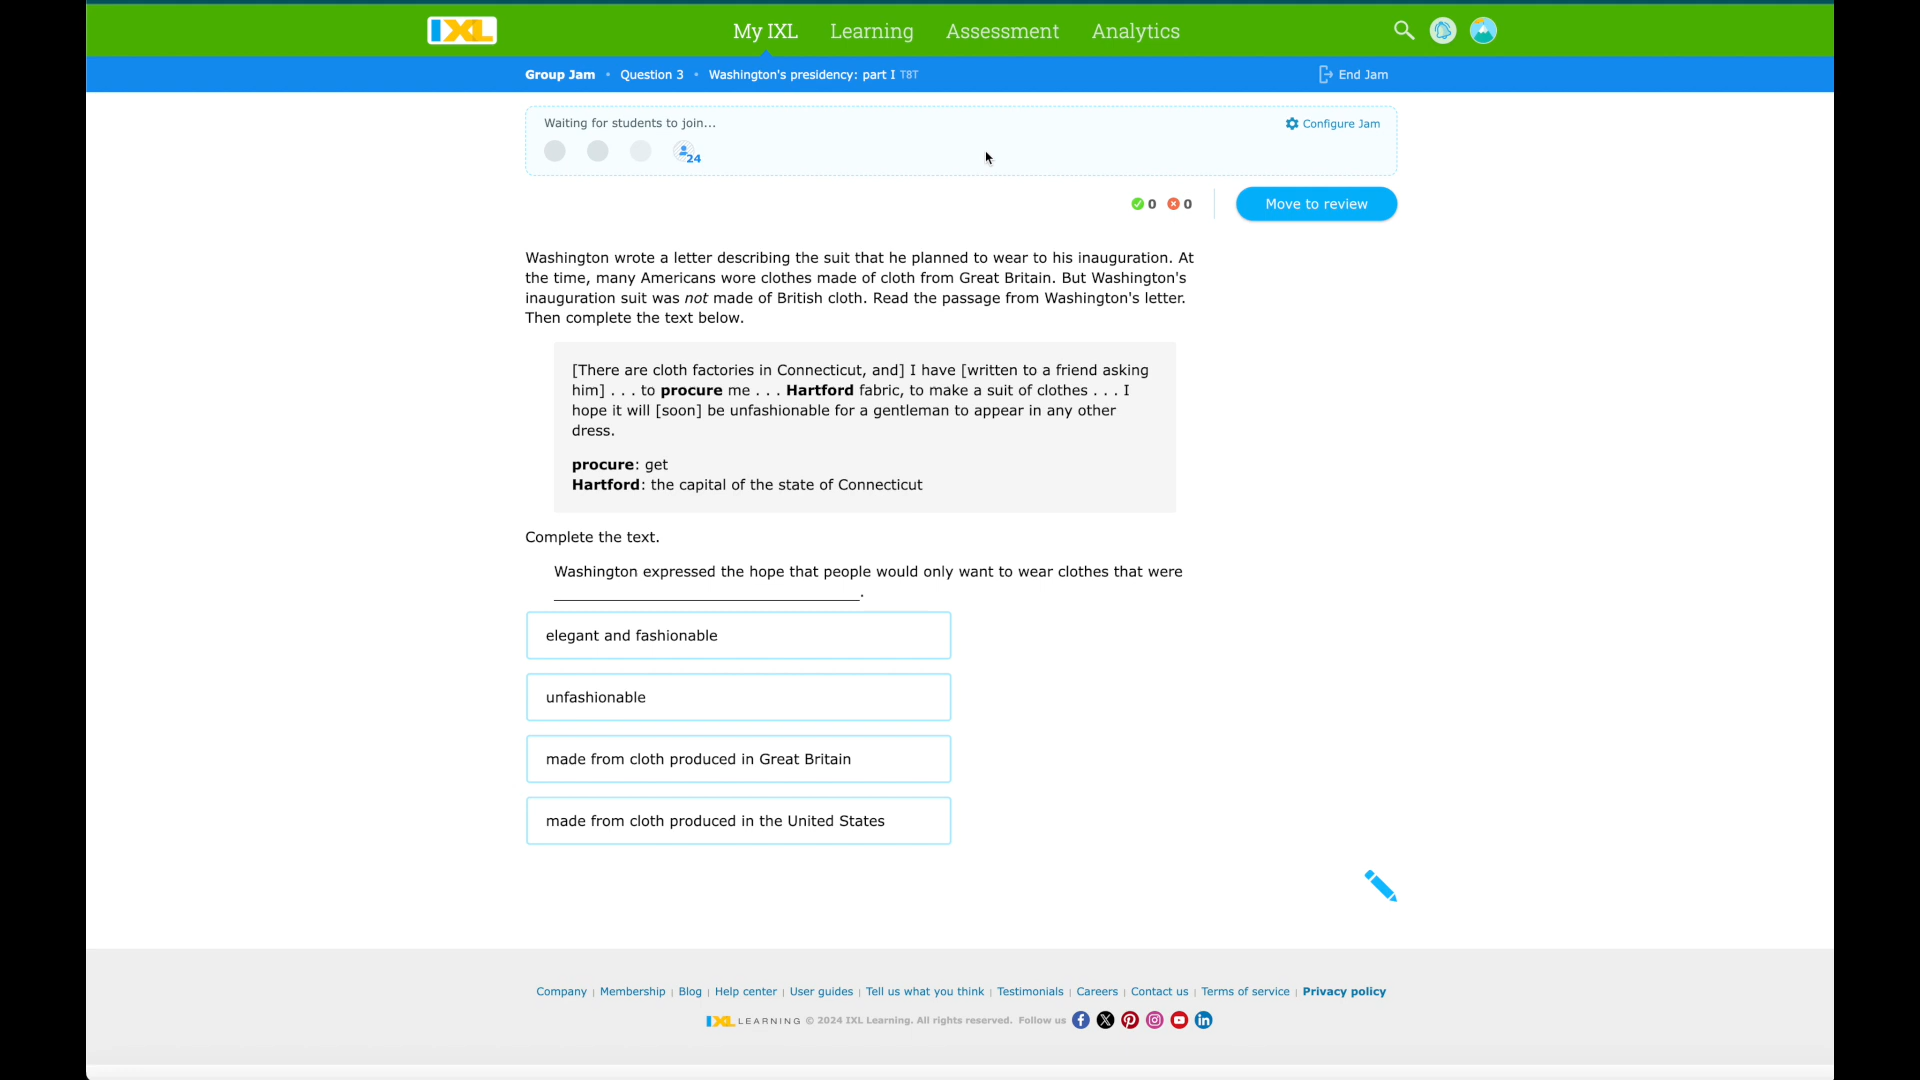 IXL My IXL Learning Assessment Analytics
Group Jam • Question 3 • Washington's presidency: part I T8T End Jam
Waiting for students to join... Configure Jam
24
0 0 Move to review
Washington wrote a letter describing the suit that he planned to wear to his inauguration. At
the time, many Americans wore clothes made of cloth from Great Britain. But Washington's
inauguration suit was not made of British cloth. Read the passage from Washington's letter.
Then complete the text below.
[There are cloth factories in Connecticut, and] I have [written to a friend asking
him] . . . to procure me . . . Hartford fabric, to make a suit of clothes . . . I
hope it will [soon] be unfashionable for a gentleman to appear in any other
dress.
procure: get
Hartford: the capital of the state of Connecticut
Complete the text.
Washington expressed the hope that people would only want to wear clothes that were
___________________________________.
elegant and fashionable
unfashionable
made from cloth produced in Great Britain
made from cloth produced in the United States
Company | Membership | Blog | Help center | User guides | Tell us what you think | Testimonials | Careers | Contact us | Terms of service | Privacy policy
IXL LEARNING © 2024 IXL Learning. All rights reserved. Follow us